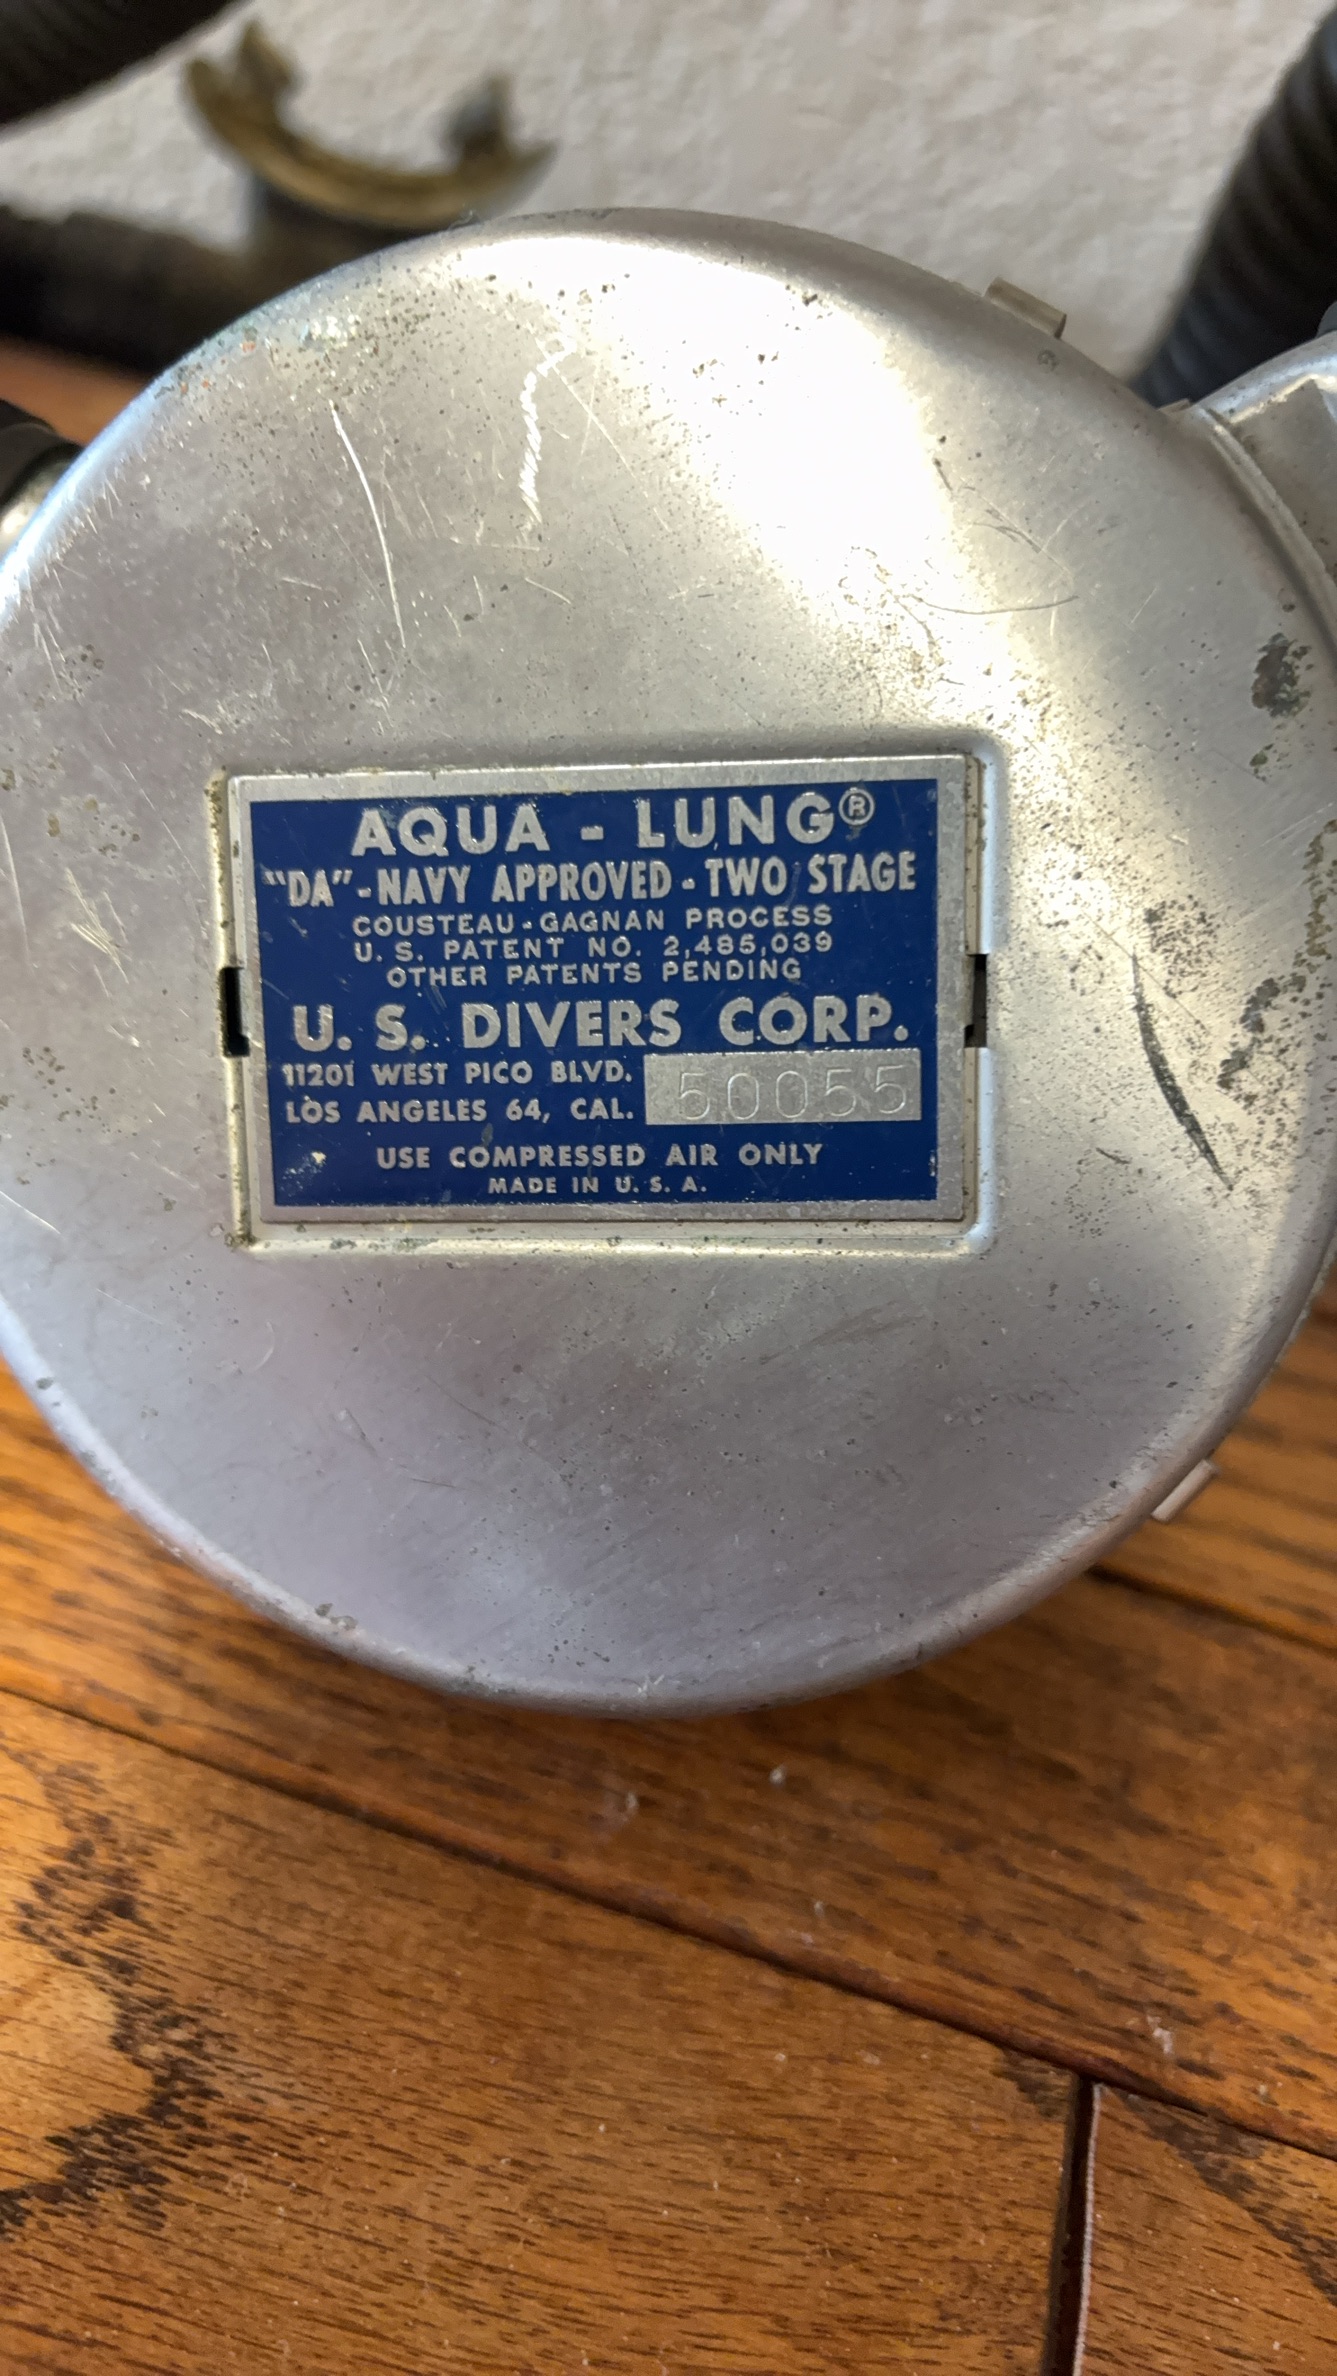 AQUA - LUNG®
"DA" - NAVY APPROVED - TWO STAGE
COUSTEAU - GAGNAN PROCESS
U. S. PATENT NO. 2,485,039
OTHER PATENTS PENDING
U. S. DIVERS CORP.
11201 WEST PICO BLVD.
LOS ANGELES 64, CAL. 50055
USE COMPRESSED AIR ONLY
MADE IN U. S. A.